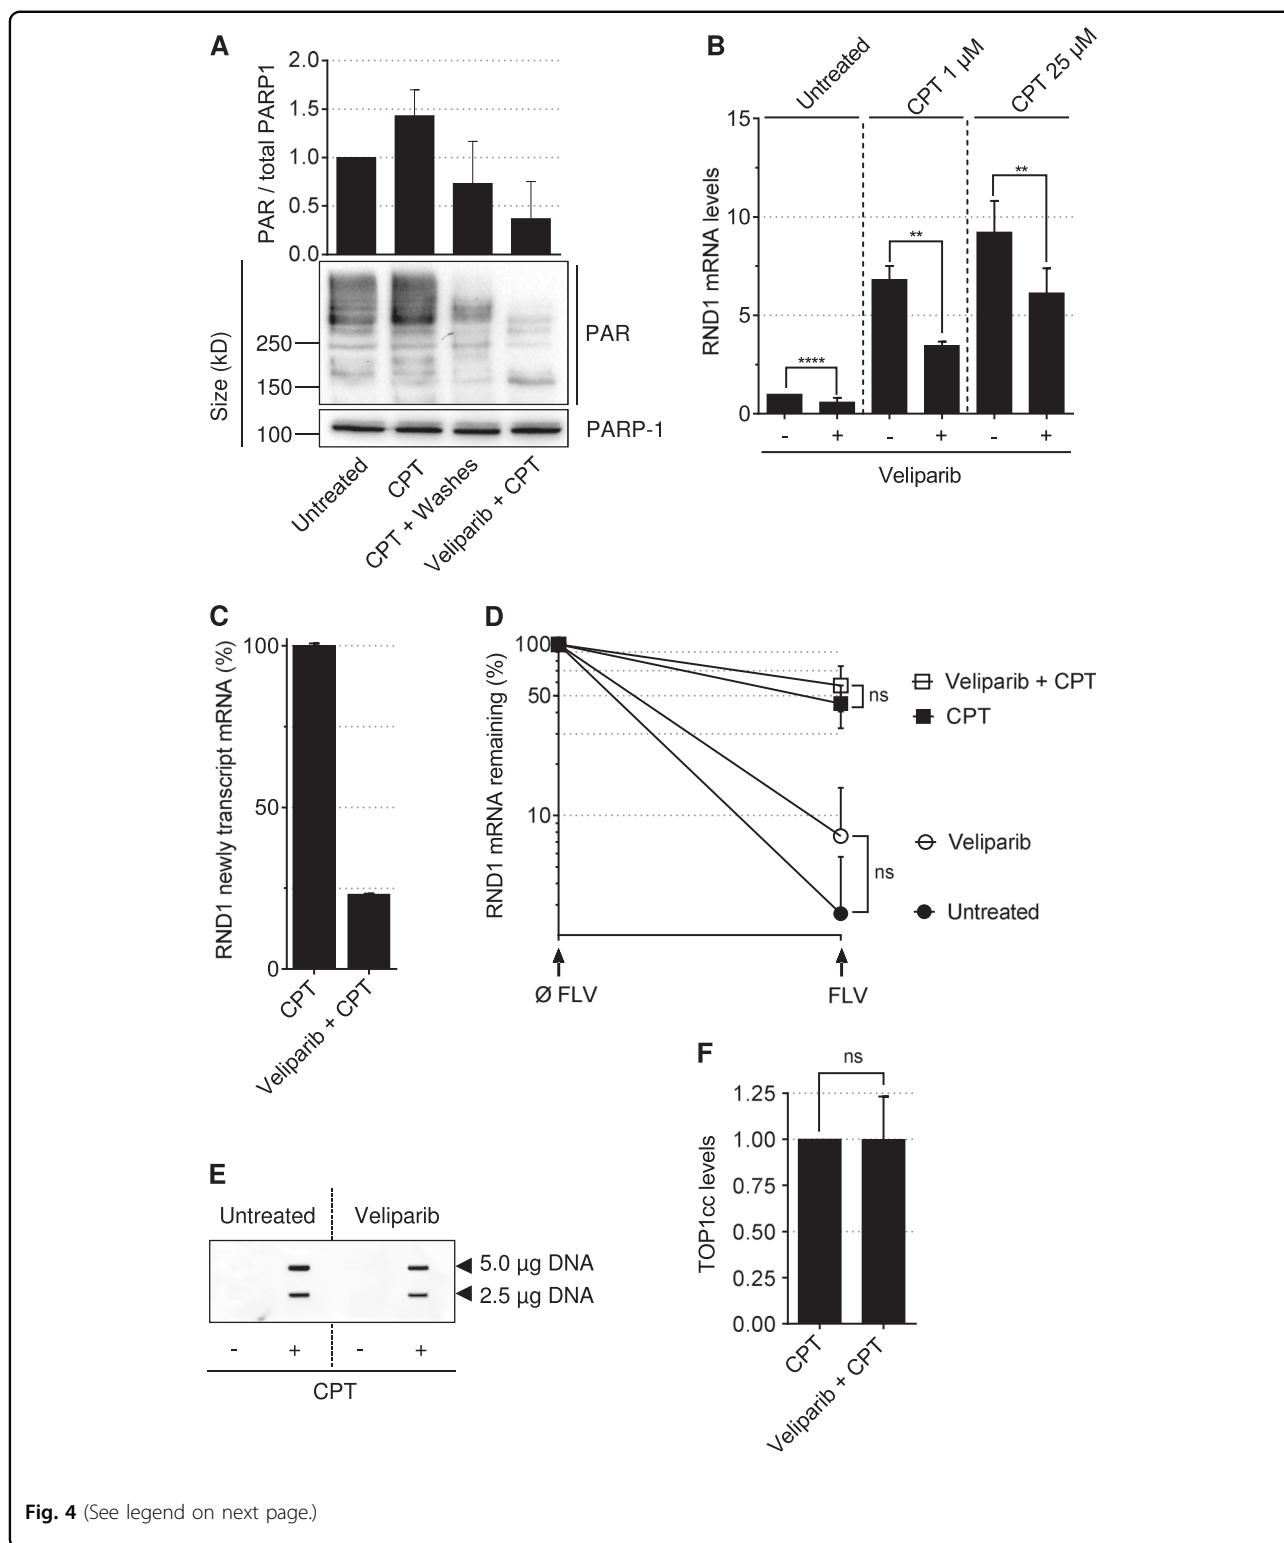 A
PAR / total PARP1
2.0
1.5
1.0
0.5
0.0
Size (kD)
250
150
100
PAR
PARP-1
Untreated
CPT
CPT + Washes
Veliparib + CPT
B
Untreated
CPT 1 µM
CPT 25 µM
RND1 mRNA levels
15
10
5
0
****
**
**
- + - + - +
Veliparib
C
RND1 newly transcript mRNA (%)
100
50
0
CPT
Veliparib + CPT
D
RND1 mRNA remaining (%)
100
50
10
ns
ns
Veliparib + CPT
CPT
Veliparib
Untreated
Ø FLV
FLV
E
Untreated
Veliparib
5.0 µg DNA
2.5 µg DNA
- + - +
CPT
F
ns
TOP1cc levels
1.25
1.00
0.75
0.50
0.25
0.00
CPT
Veliparib + CPT
Fig. 4 (See legend on next page.)